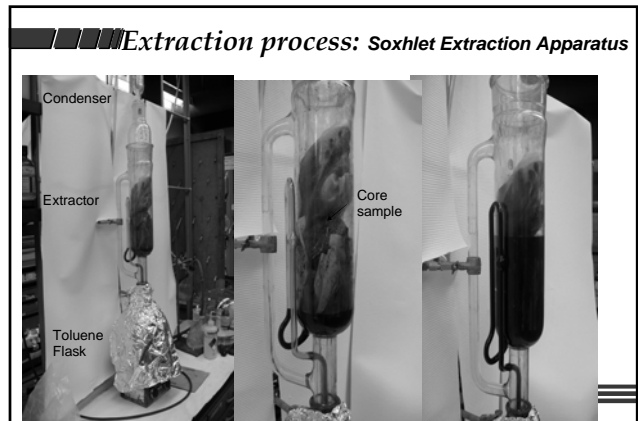 Extraction process: Soxhlet Extraction Apparatus
Condenser
Extractor
Toluene
Flask
Core
sample